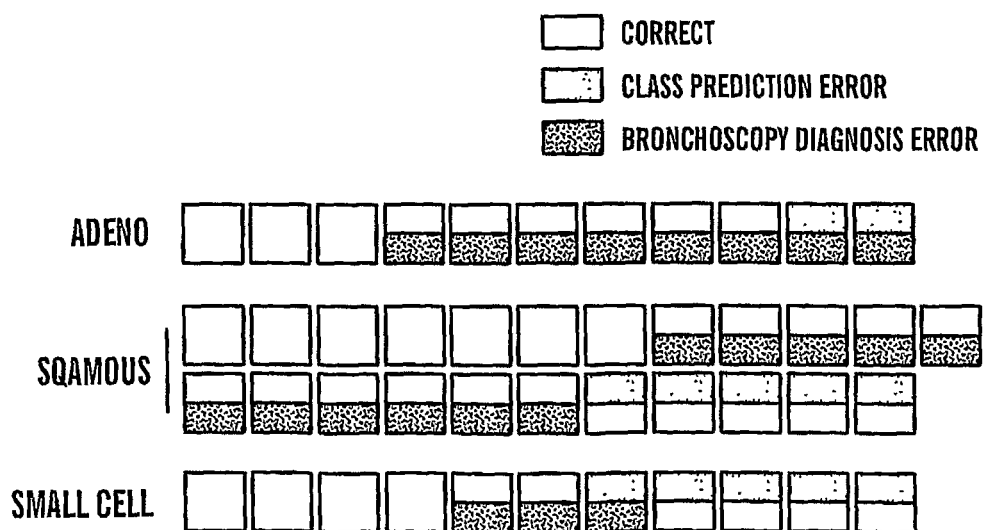 CORRECT
CLASS PREDICTION ERROR
BRONCHOSCOPY DIAGNOSIS ERROR
ADENO
SQAMOUS
SMALL CELL